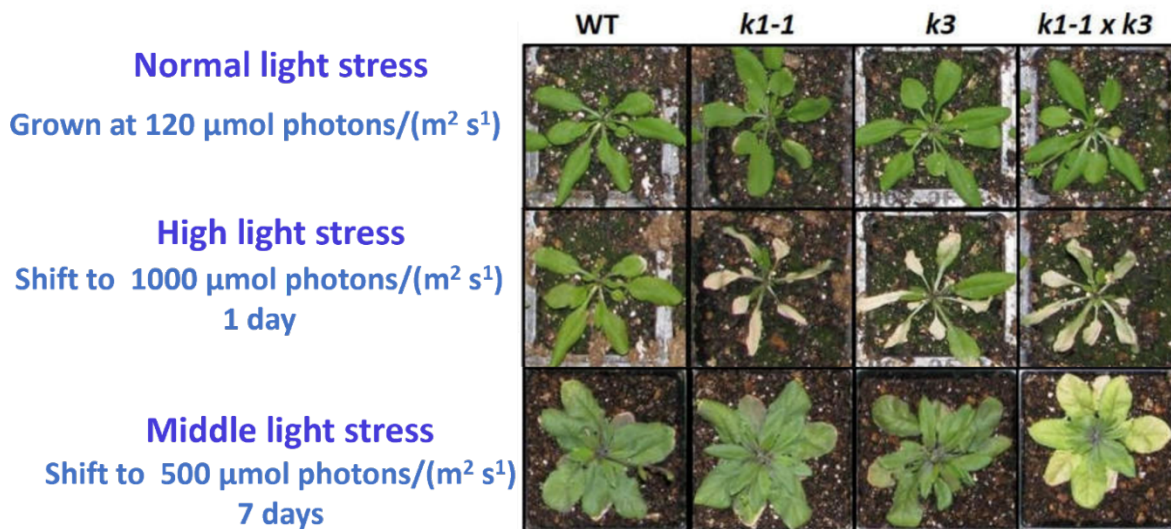 WT k1-1 k3 k1-1 x k3
Normal light stress
Grown at 120 µmol photons/(m² s¹)
High light stress
Shift to 1000 µmol photons/(m² s¹)
1 day
Middle light stress
Shift to 500 µmol photons/(m² s¹)
7 days